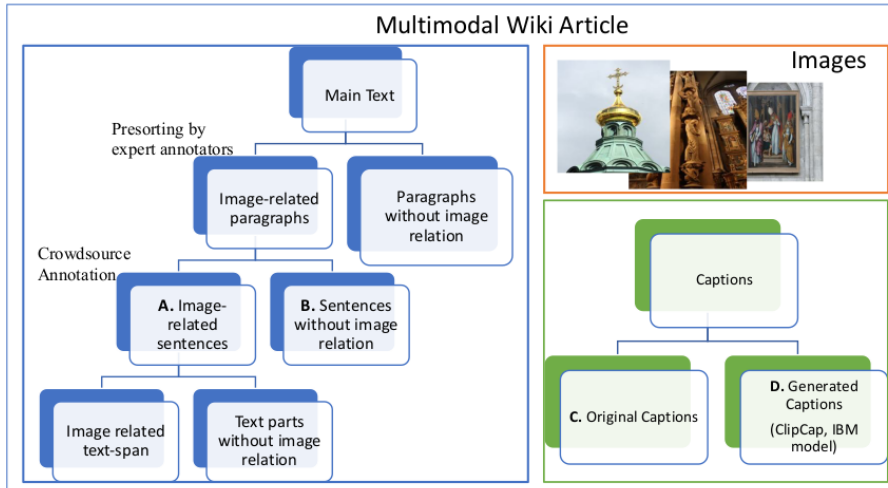 Multimodal Wiki Article
Main Text
Presorting by
expert annotators
Image-related
paragraphs
Paragraphs
without image
relation
Crowdsource
Annotation
A. Image-
related
sentences
B. Sentences
without image
relation
Image related
text-span
Text parts
without image
relation
Images
Captions
C. Original Captions
D. Generated
Captions
(ClipCap, IBM
model)